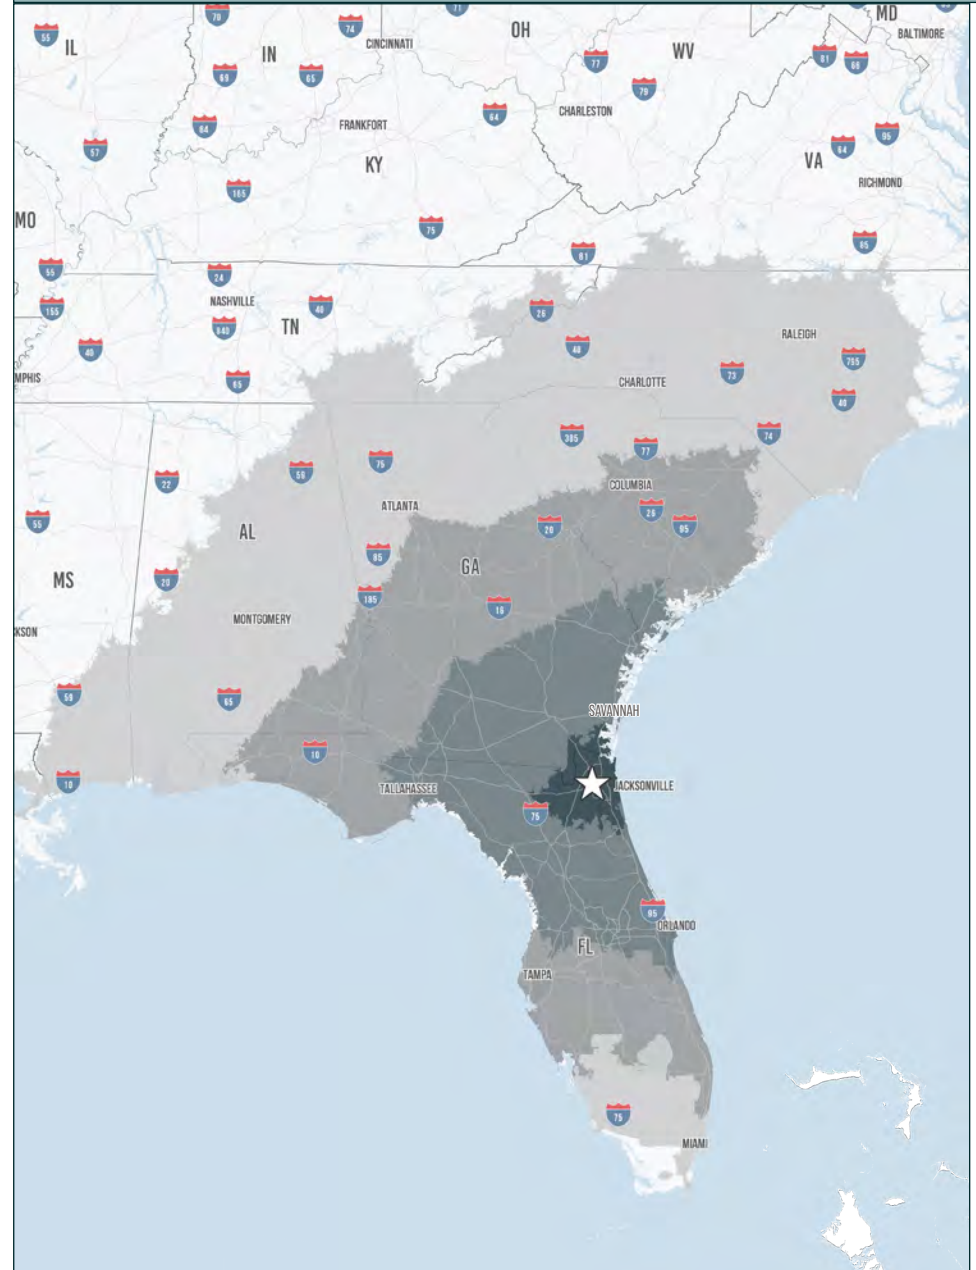 70
74
71
MD
55
IL
IN
CINCINNATI
OH
WV
BALTIMORE
77
81
66
69
65
79
64
FRANKFORT
64
CHARLESTON
95
57
KY
VA
64
165
RICHMOND
MO
75
85
81
55
24
155
NASHVILLE
40
26
840
TN
RALEIGH
40
40
795
MPHIS
65
CHARLOTTE
73
40
385
74
77
59
75
22
COLUMBIA
ATLANTA
26
55
20
95
AL
85
GA
MS
20
185
16
MONTGOMERY
KSON
59
65
SAVANNAH
10
10
TALLAHASSEE
JACKSONVILLE
75
95
ORLANDO
FL
TAMPA
75
MIAMI